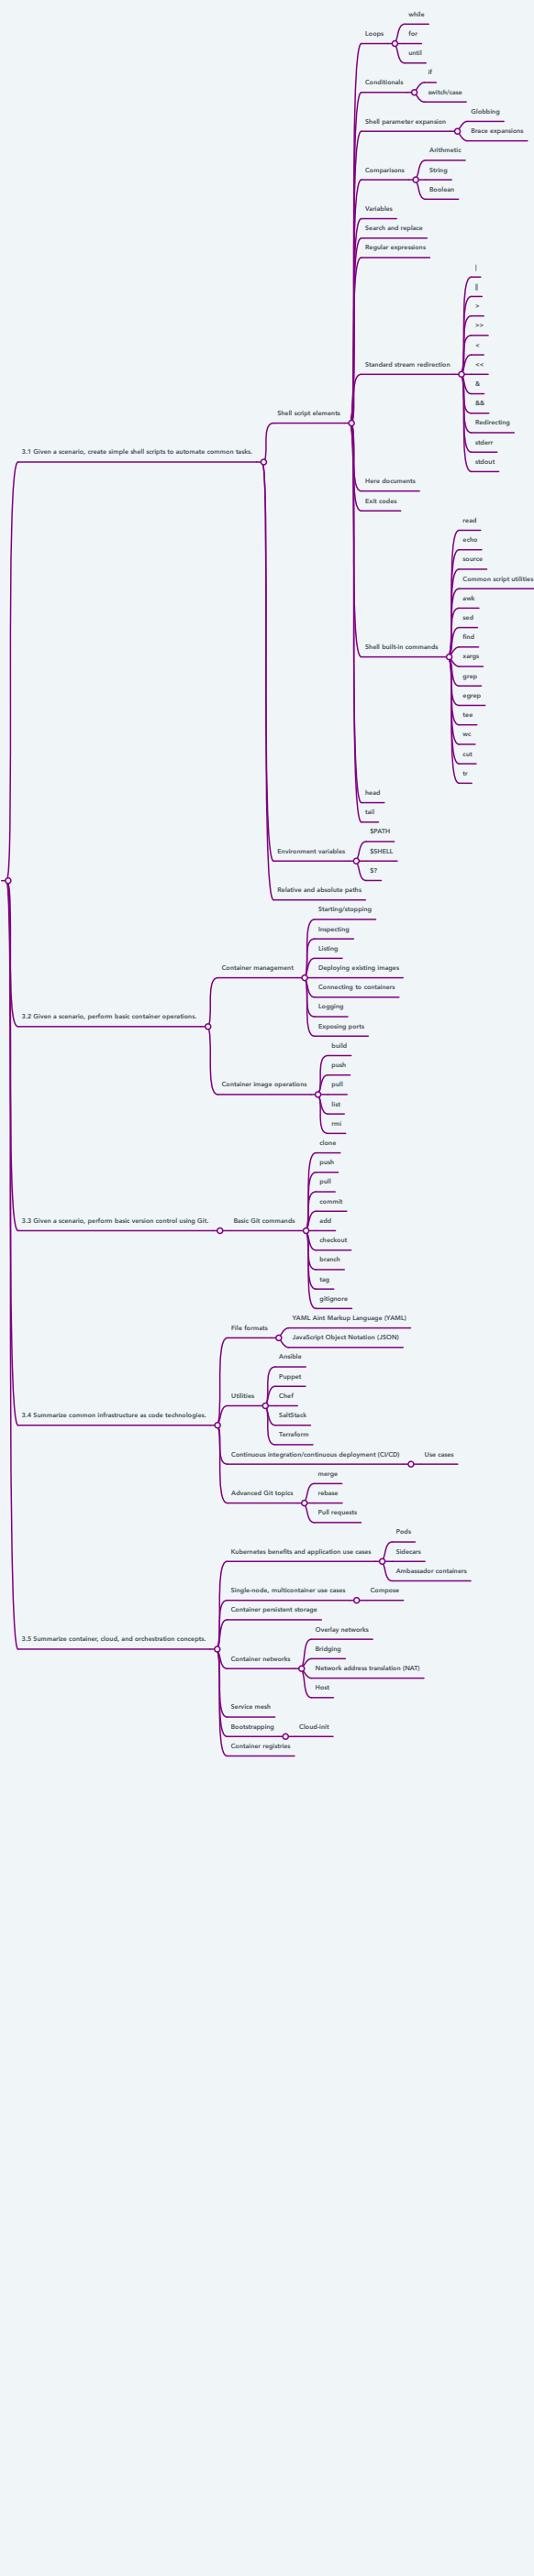 while
Loops
for
until
if
Conditionals
switch/case
Globbing
Shell parameter expansion
Brace expansions
Arithmetic
Comparisons
String
Boolean
Variables
Search and replace
Regular expressions
|
||
>
>>
<
Standard stream redirection
<<
&
&&
Redirecting
stderr
stdout
Shell script elements
3.1 Given a scenario, create simple shell scripts to automate common tasks.
Here documents
Exit codes
read
echo
source
Common script utilities
awk
sed
find
Shell built-in commands
xargs
grep
egrep
tee
wc
cut
tr
head
tail
$PATH
Environment variables
$SHELL
$?
Relative and absolute paths
Starting/stopping
Inspecting
Listing
Container management
Deploying existing images
Connecting to containers
Logging
Exposing ports
3.2 Given a scenario, perform basic container operations.
build
push
Container image operations
pull
list
rmi
clone
push
pull
commit
3.3 Given a scenario, perform basic version control using Git.
Basic Git commands
add
checkout
branch
tag
gitignore
YAML Aint Markup Language (YAML)
File formats
JavaScript Object Notation (JSON)
Ansible
Puppet
Utilities
Chef
SaltStack
Terraform
3.4 Summarize common infrastructure as code technologies.
Continuous integration/continuous deployment (CI/CD)
Use cases
merge
Advanced Git topics
rebase
Pull requests
Pods
Kubernetes benefits and application use cases
Sidecars
Ambassador containers
Single-node, multicontainer use cases
Compose
Container persistent storage
Overlay networks
3.5 Summarize container, cloud, and orchestration concepts.
Bridging
Container networks
Network address translation (NAT)
Host
Service mesh
Bootstrapping
Cloud-init
Container registries